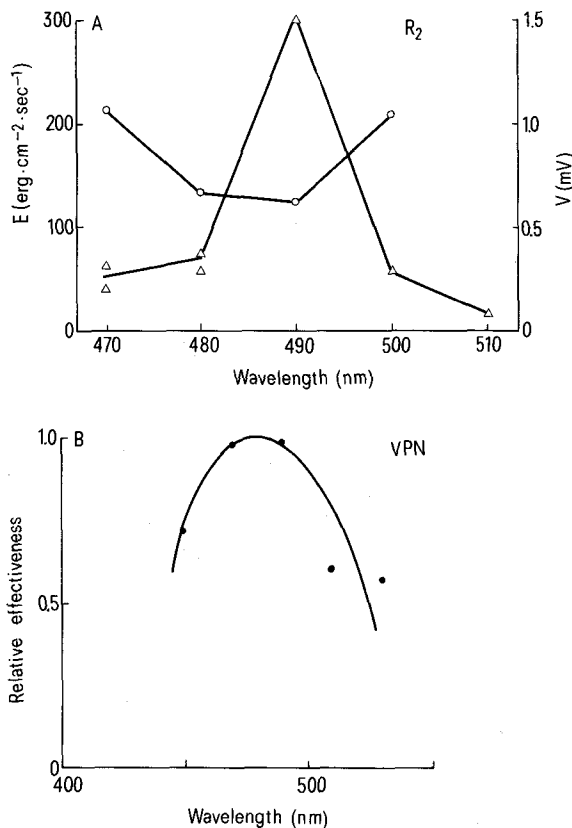 A
R₂
300
200
100
0
E (erg·cm⁻²·sec⁻¹)
1.5
1.0
0.5
0
V (mV)
470 480 490 500 510
Wavelength (nm)
B
VPN
1.0
0.5
0
Relative effectiveness
400 500
Wavelength (nm)